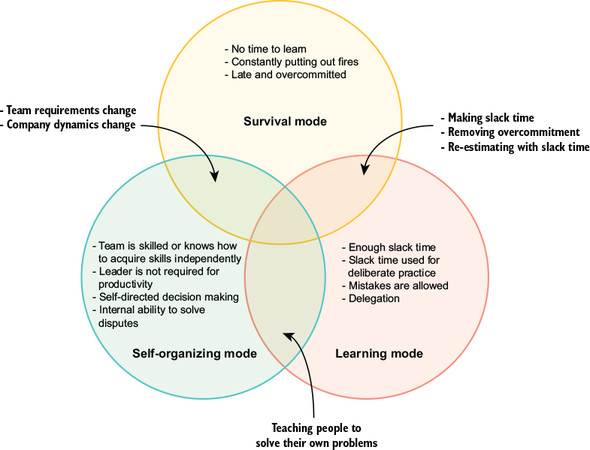 - No time to learn
- Constantly putting out fires
- Late and overcommitted
Survival mode
- Team requirements change
- Company dynamics change
- Making slack time
- Removing overcommitment
- Re-estimating with slack time
- Team is skilled or knows how
to acquire skills independently
- Leader is not required for
productivity
- Self-directed decision making
- Internal ability to solve
disputes
Self-organizing mode
- Enough slack time
- Slack time used for
deliberate practice
- Mistakes are allowed
- Delegation
Learning mode
Teaching people to
solve their own problems